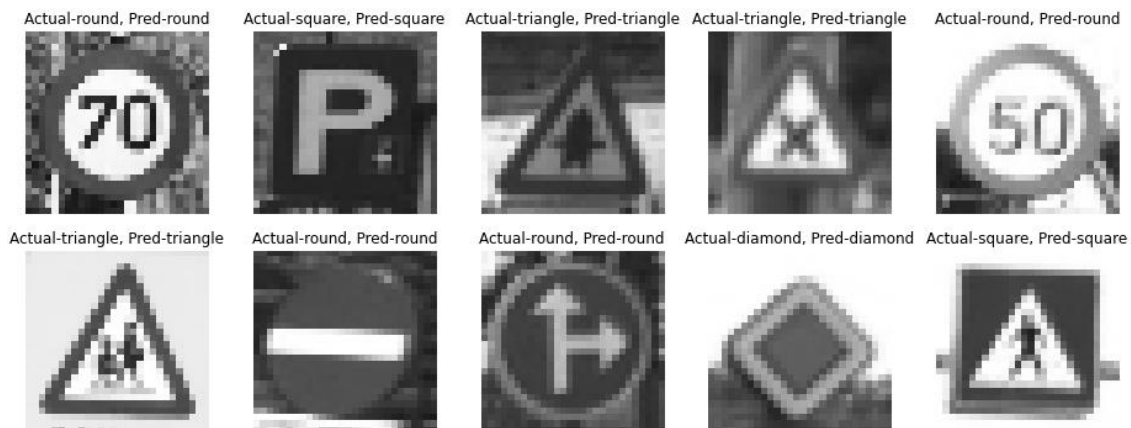 Actual-round, Pred-round
Actual-square, Pred-square
Actual-triangle, Pred-triangle
Actual-triangle, Pred-triangle
Actual-round, Pred-round
70
P
50
Actual-triangle, Pred-triangle
Actual-round, Pred-round
Actual-round, Pred-round
Actual-diamond, Pred-diamond
Actual-square, Pred-square